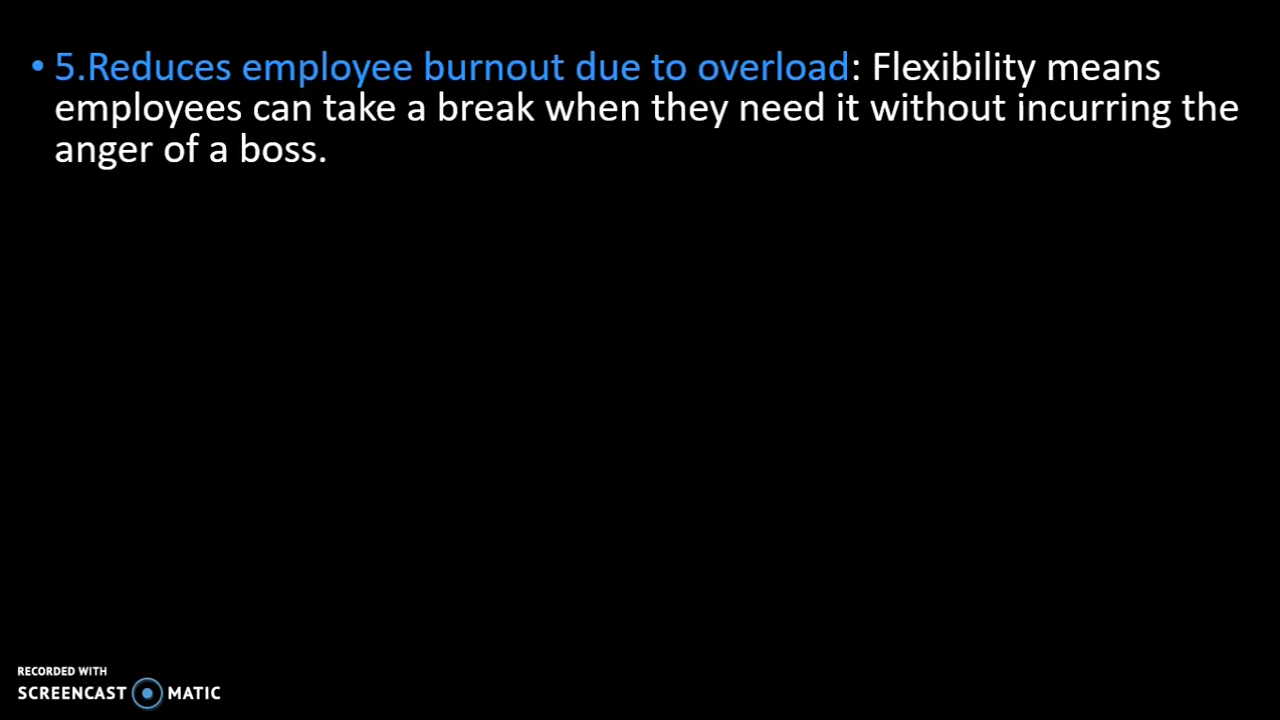 • 5.Reduces employee burnout due to overload: Flexibility means
employees can take a break when they need it without incurring the
anger of a boss.
RECORDED WITH
SCREENCAST MATIC